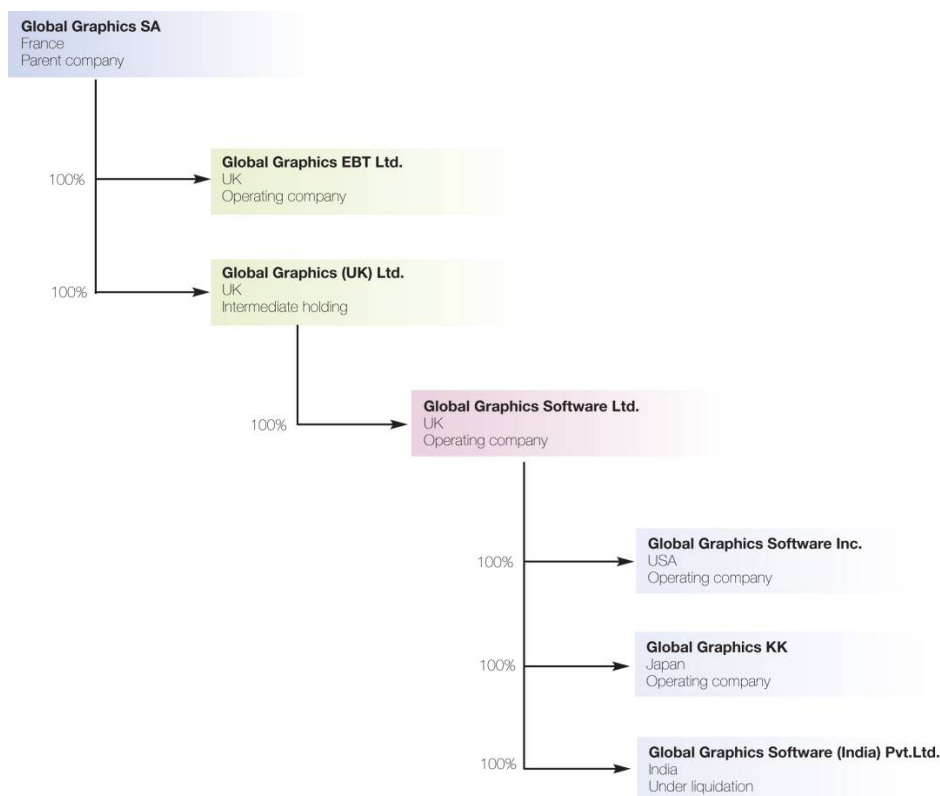 Global Graphics SA
France
Parent company
100%
Global Graphics EBT Ltd.
UK
Operating company
100%
Global Graphics (UK) Ltd.
UK
Intermediate holding
100%
Global Graphics Software Ltd.
UK
Operating company
100%
Global Graphics Software Inc.
USA
Operating company
100%
Global Graphics KK
Japan
Operating company
100%
Global Graphics Software (India) Pvt.Ltd.
India
Under liquidation